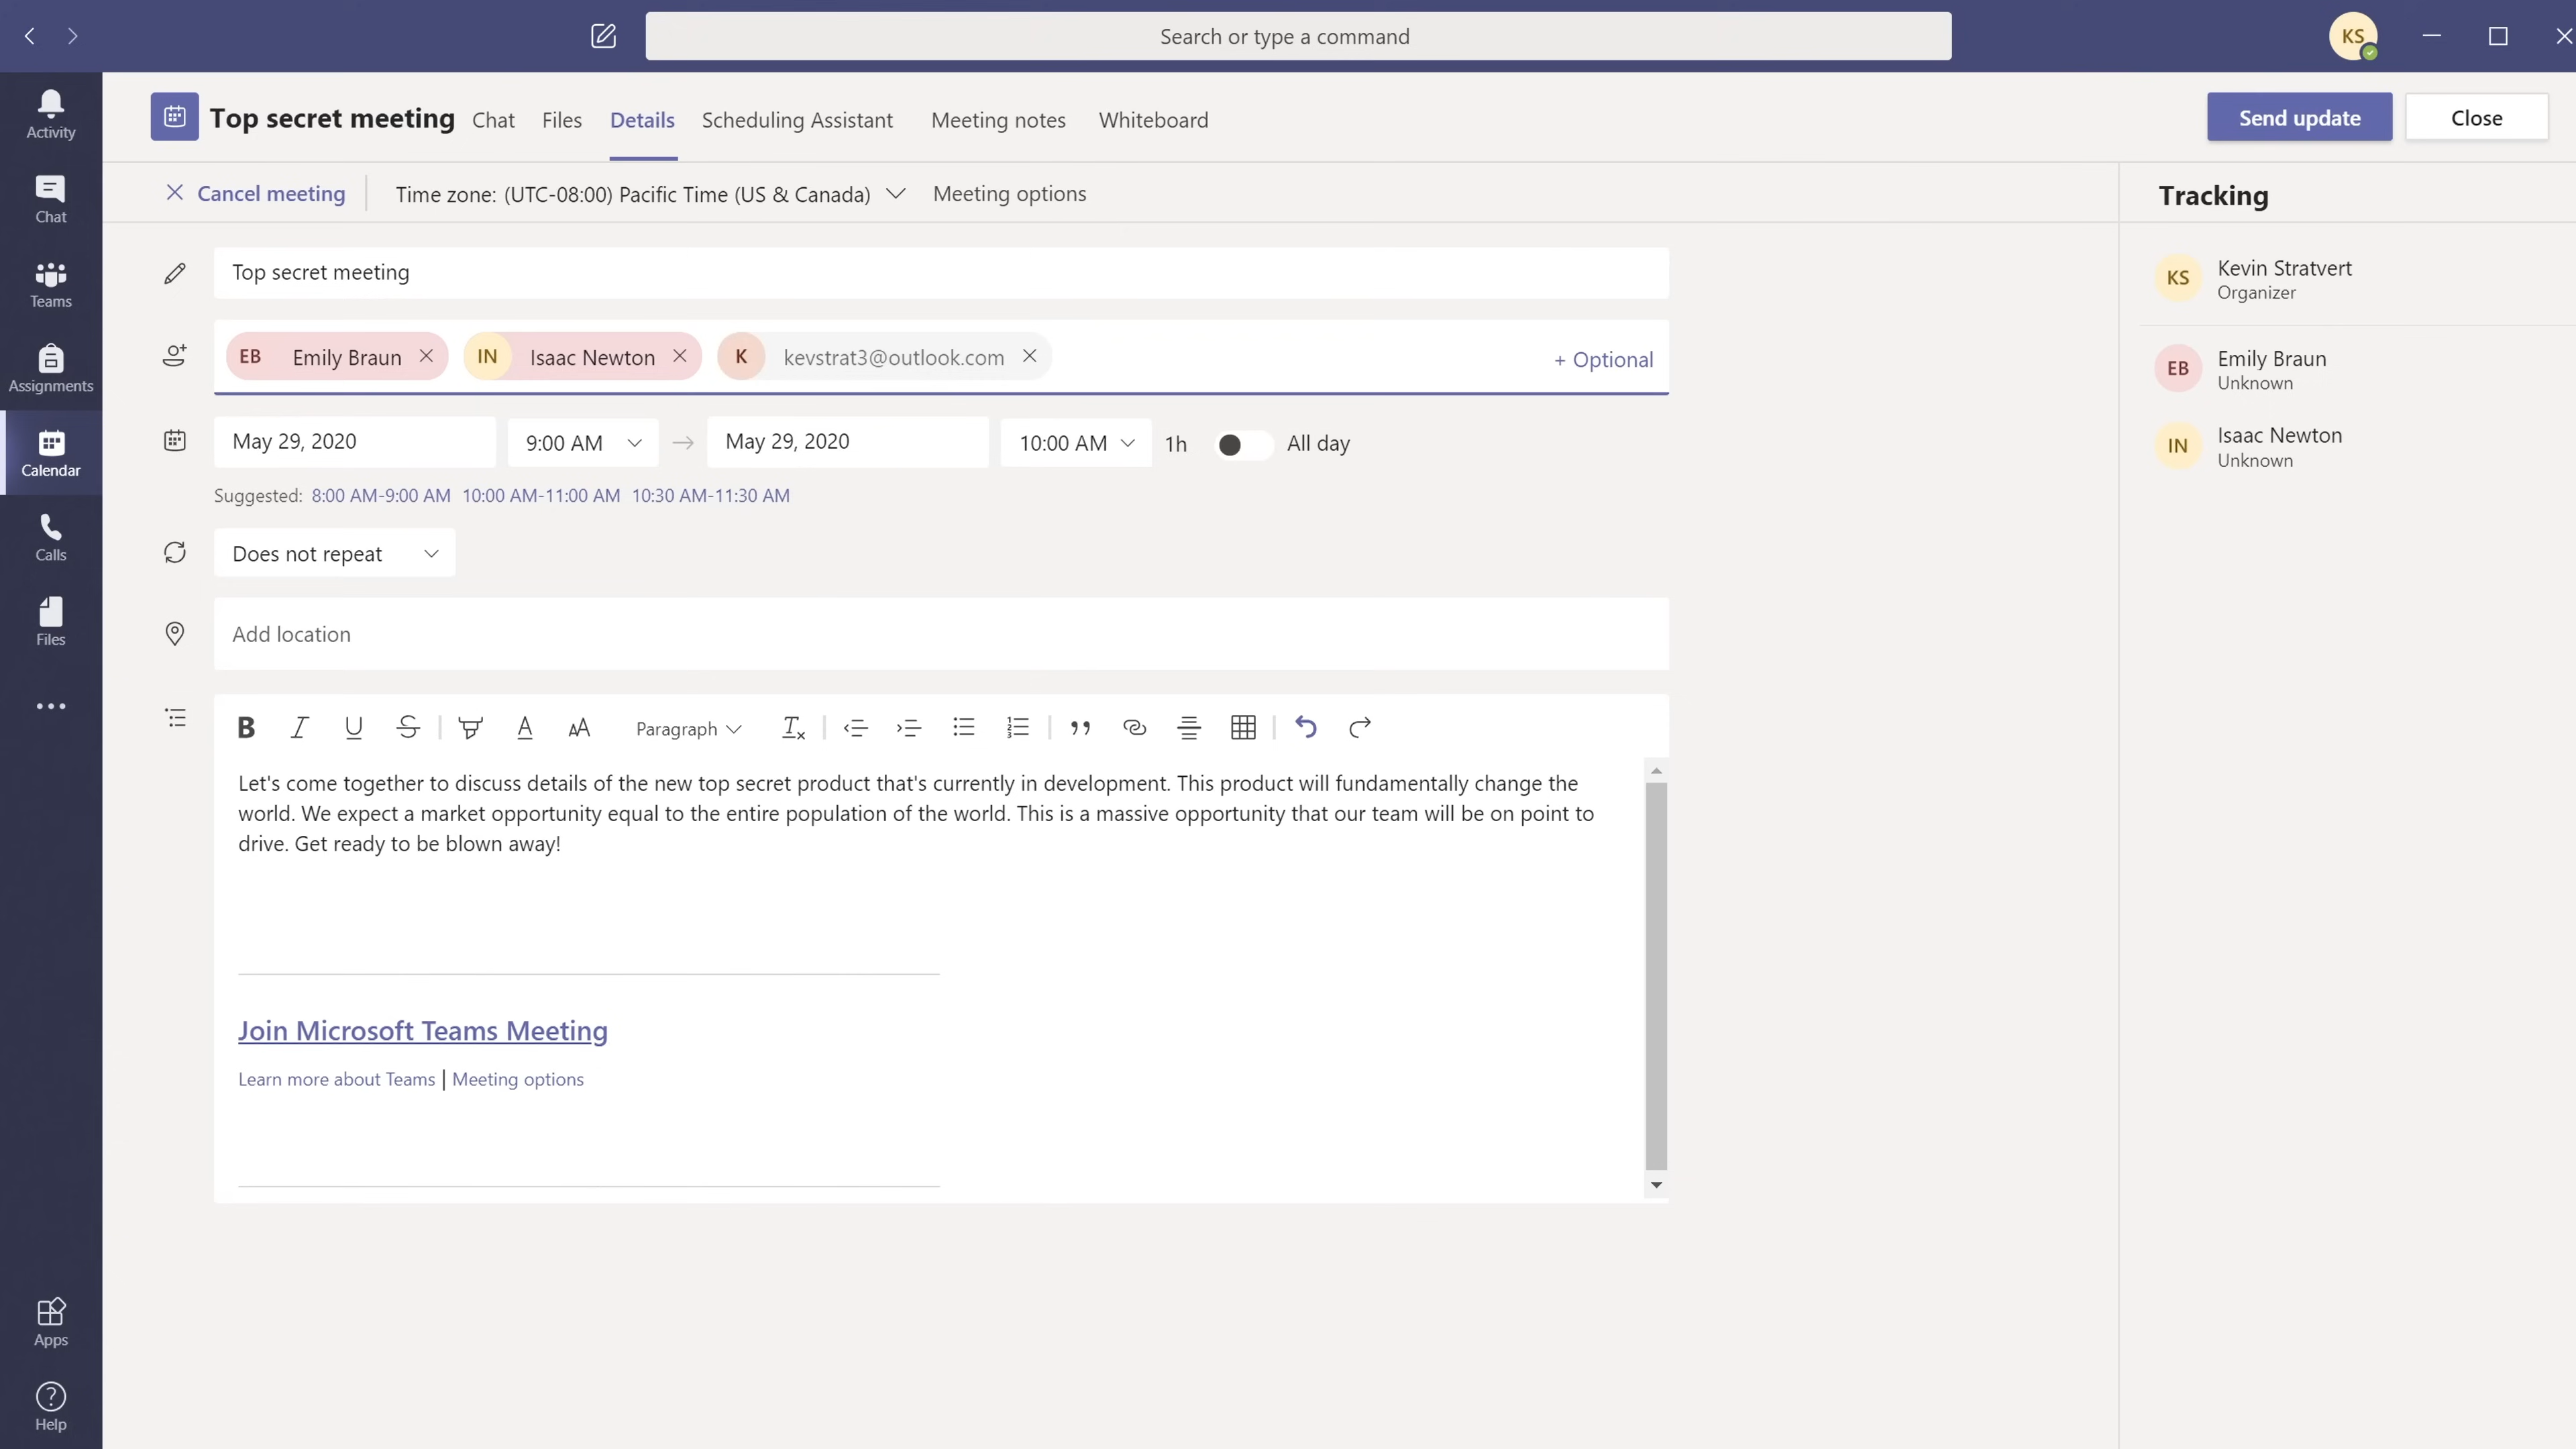 Search or type a command
KS
Activity
Chat
Teams
Assignments
Calendar
Calls
Files
Apps
Help
Top secret meeting Chat Files Details Scheduling Assistant Meeting notes Whiteboard
Send update Close
Cancel meeting Time zone: (UTC-08:00) Pacific Time (US & Canada) Meeting options
Top secret meeting
EB Emily Braun IN Isaac Newton K kevstrat3@outlook.com + Optional
May 29, 2020 9:00 AM May 29, 2020 10:00 AM 1h All day
Suggested: 8:00 AM-9:00 AM 10:00 AM-11:00 AM 10:30 AM-11:30 AM
Does not repeat
Add location
B I U S A AA Paragraph Tx
Let's come together to discuss details of the new top secret product that's currently in development. This product will fundamentally change the
world. We expect a market opportunity equal to the entire population of the world. This is a massive opportunity that our team will be on point to
drive. Get ready to be blown away!
Join Microsoft Teams Meeting
Learn more about Teams | Meeting options
Tracking
KS Kevin Stratvert
Organizer
EB Emily Braun
Unknown
IN Isaac Newton
Unknown